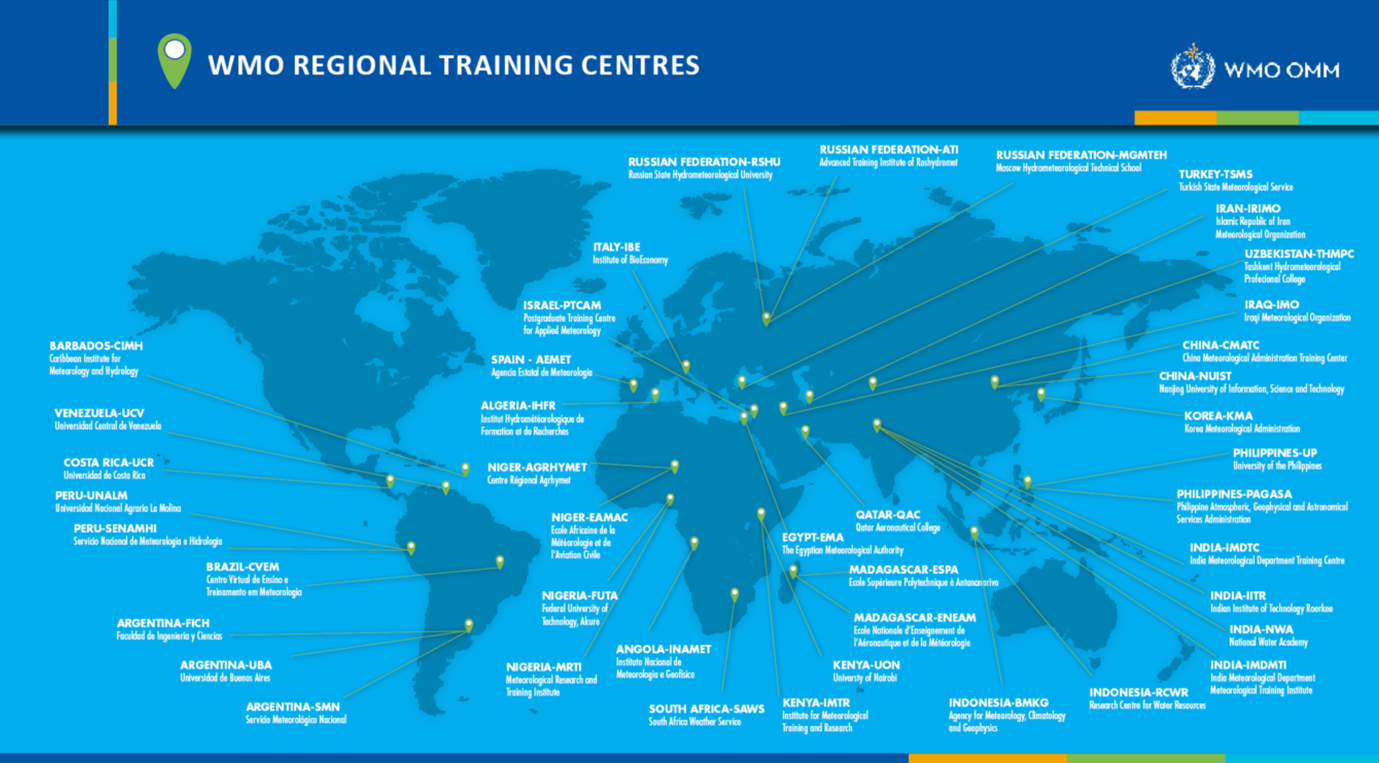 WMO REGIONAL TRAINING CENTRES
WMO OMM
RUSSIAN FEDERATION-RSHU
Russian State Hydrometeorological University
RUSSIAN FEDERATION-ATI
Advanced Training Institute of Roshydromet
RUSSIAN FEDERATION-MGMTEH
Moscow Hydrometeorological Technical School
TURKEY-TSMS
Turkish State Meteorological Service
IRAN-IRIMO
Islamic Republic of Iran
Meteorological Organization
UZBEKISTAN-THMPC
Tashkent Hydrometeorological
Profecional College
IRAQ-IMO
Iraqi Meteorological Organization
CHINA-CMATC
China Meteorological Administration Training Center
CHINA-NUIST
Nanjing University of Information, Science and Technology
KOREA-KMA
Korea Meteorological Administration
PHILIPPINES-UP
University of the Philippines
PHILIPPINES-PAGASA
Philippine Atmospheric, Geophysical and Astronomical
Services Administration
INDIA-IMDTC
India Meteorological Department Training Centre
INDIA-IITR
Indian Institute of Technology Roorkee
INDIA-NWA
National Water Academy
INDIA-IMDMTI
India Meteorological Department
Meteorological Training Institute
ITALY-IBE
Institute of BioEconomy
ISRAEL-PTCAM
Postgraduate Training Centre
for Applied Meteorology
SPAIN - AEMET
Agencia Estatal de Meteorologia
ALGERIA-IHFR
Institut Hydrométéorologique de
Formation et de Recherches
NIGER-AGRHYMET
Centre Régional Agrhymet
NIGER-EAMAC
Ecole Africaine de la
Météorologie et de
l'Aviation Civile
NIGERIA-FUTA
Federal University of
Technology, Akure
NIGERIA-MRTI
Meteorological Research and
Training Institute
ANGOLA-INAMET
Instituto Nacional de
Meteorologia e Geofísica
SOUTH AFRICA-SAWS
South Africa Weather Service
BARBADOS-CIMH
Caribbean Institute for
Meteorology and Hydrology
VENEZUELA-UCV
Universidad Central de Venezuela
COSTA RICA-UCR
Universidad de Costa Rica
PERU-UNALM
Universidad Nacional Agraria La Molina
PERU-SENAMHI
Servicio Nacional de Meteorologia e Hidrologia
BRAZIL-CVEM
Centro Virtual de Ensino e
Treinamento em Meteorologia
ARGENTINA-FICH
Faculdad de Ingenieria y Ciencias
ARGENTINA-UBA
Universidad de Buenos Aires
ARGENTINA-SMN
Servicio Meteorológico Nacional
QATAR-QAC
Qatar Aeronautical College
EGYPT-EMA
The Egyptian Meteorological Authority
MADAGASCAR-ESPA
Ecole Supérieure Polytechnique à Antananarivo
MADAGASCAR-ENEAM
Ecole Nationale d'Enseignement de
l'Aéronautique et de la Météorologie
KENYA-UON
Universty of Nairobi
KENYA-IMTR
Institute for Meteorological
Training and Research
INDONESIA-BMKG
Agency for Meteorology, Climatology
and Geophysics
INDONESIA-RCWR
Research Centre for Water Resources